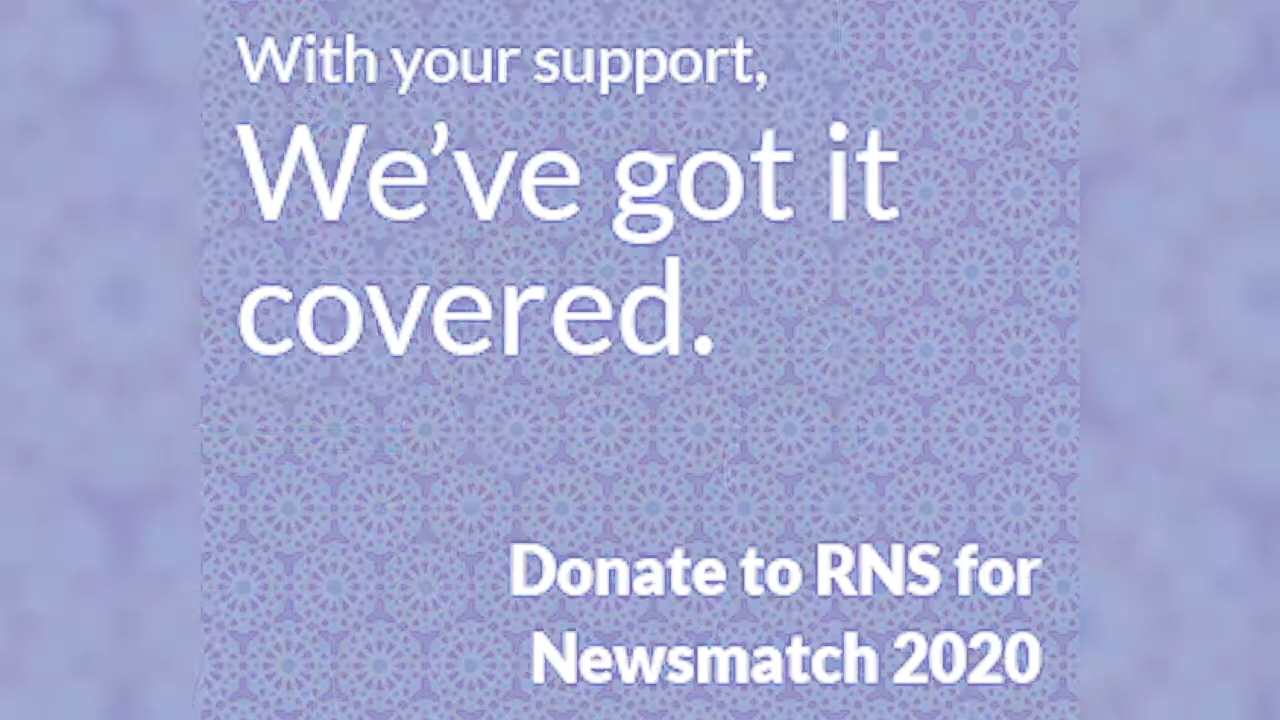 With your support,
We’ve got it
covered.
Donate to RNS for
Newsmatch 2020